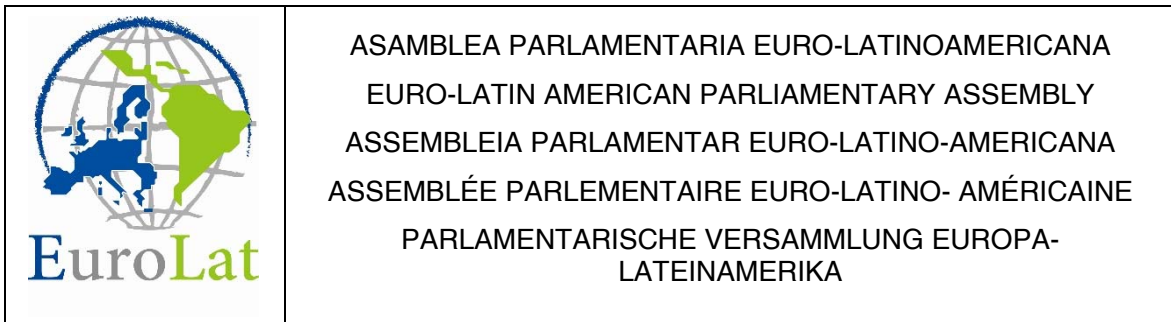 EuroLat
ASAMBLEA PARLAMENTARIA EURO-LATINOAMERICANA
EURO-LATIN AMERICAN PARLIAMENTARY ASSEMBLY
ASSEMBLEIA PARLAMENTAR EURO-LATINO-AMERICANA
ASSEMBLÉE PARLEMENTAIRE EURO-LATINO- AMÉRICAINE
PARLAMENTARISCHE VERSAMMLUNG EUROPA-
LATEINAMERIKA